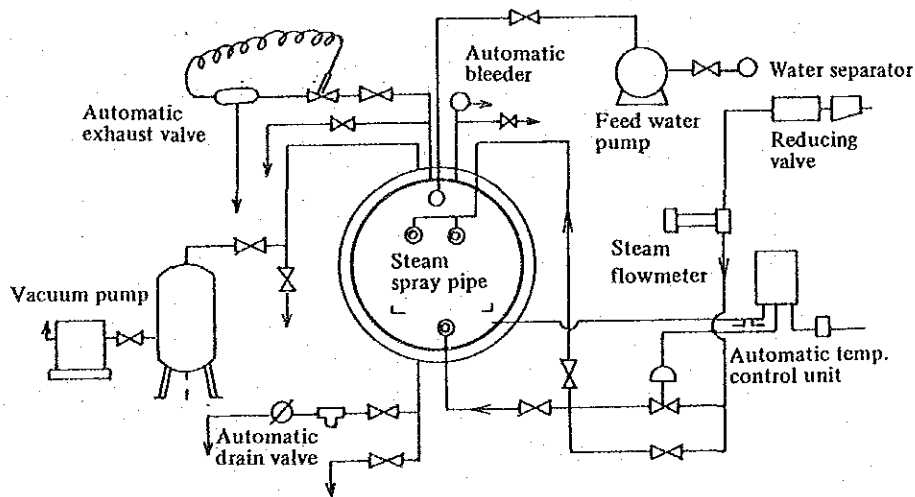 Automatic
bleeder
Water separator
Automatic
exhaust valve
Feed water
pump
Reducing
valve
Steam
spray pipe
Steam
flowmeter
Vacuum pump
Automatic temp.
control unit
Automatic
drain valve